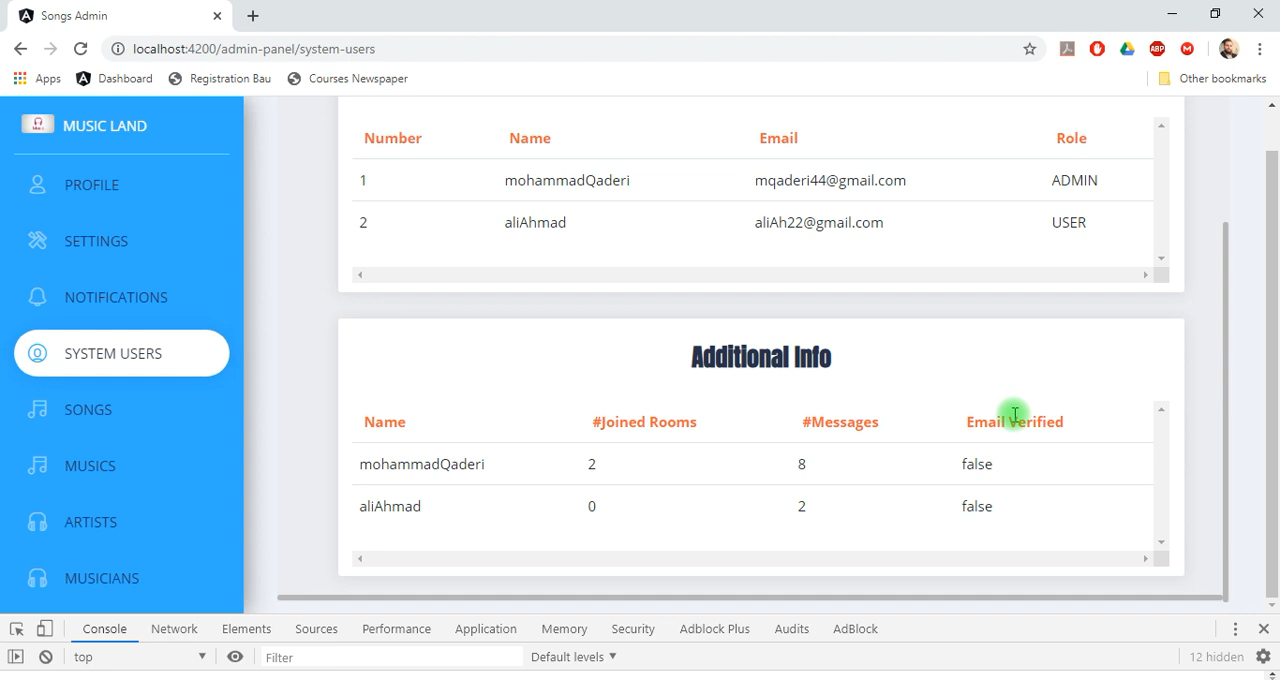 Songs Admin
localhost:4200/admin-panel/system-users
Apps Dashboard Registration Bau Courses Newspaper Other bookmarks
MUSIC LAND
PROFILE
SETTINGS
NOTIFICATIONS
SYSTEM USERS
SONGS
MUSICS
ARTISTS
MUSICIANS
Number Name Email Role
1 mohammadQaderi mqaderi44@gmail.com ADMIN
2 aliAhmad aliAh22@gmail.com USER
Additional Info
Name #Joined Rooms #Messages Email Verified
mohammadQaderi 2 8 false
aliAhmad 0 2 false
Console Network Elements Sources Performance Application Memory Security Adblock Plus Audits AdBlock
top Filter Default levels 12 hidden